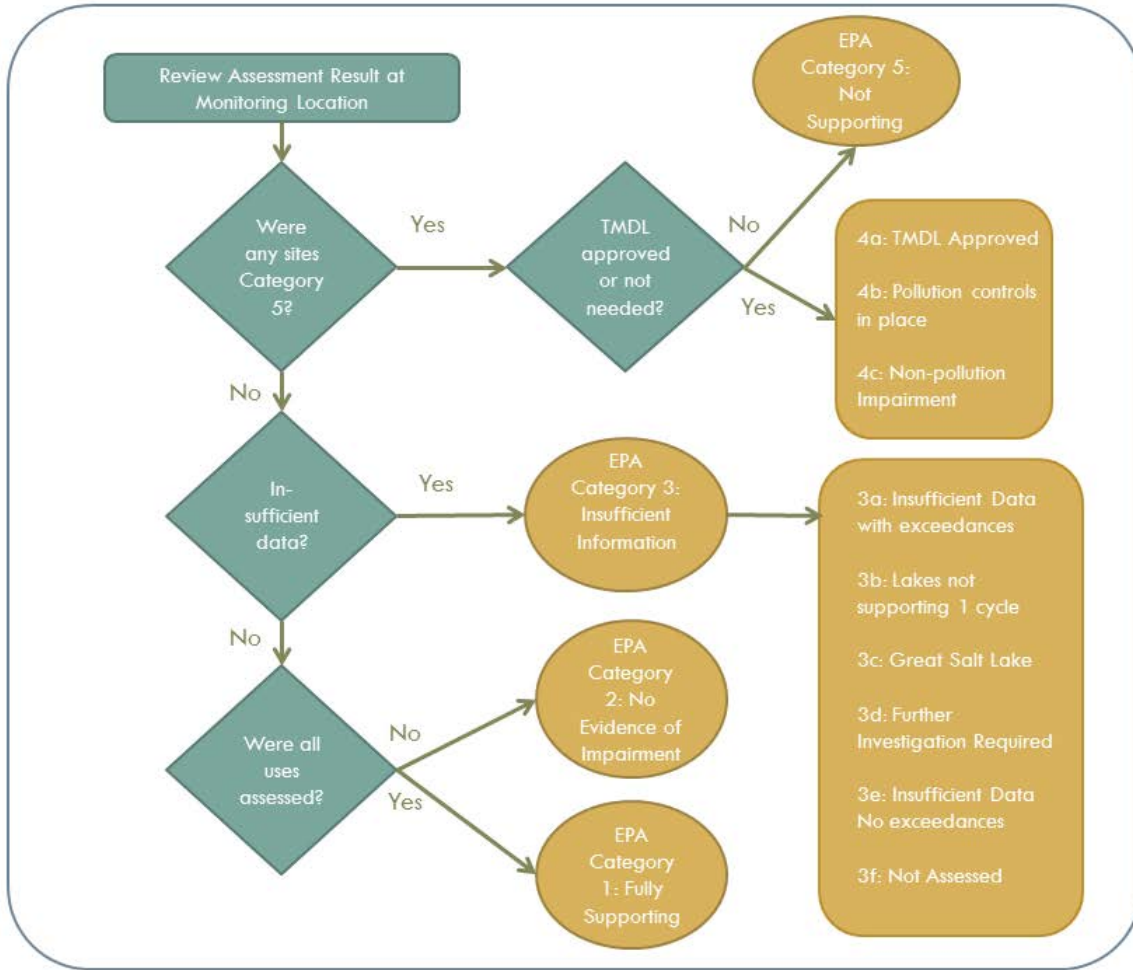 Review Assessment Result at
Monitoring Location
Were
any sites
Category
5?
Yes
TMDL
approved
or not
needed?
No
EPA
Category 5:
Not
Supporting
Yes
4a: TMDL Approved
4b: Pollution controls
in place
4c: Non-pollution
Impairment
No
In-
sufficient
data?
Yes
EPA
Category 3:
Insufficient
Information
3a: Insufficient Data
with exceedances
3b: Lakes not
supporting 1 cycle
3c: Great Salt Lake
3d: Further
Investigation Required
3e: Insufficient Data
No exceedances
3f: Not Assessed
No
Were all
uses
assessed?
No
EPA
Category
2: No
Evidence of
Impairment
Yes
EPA
Category
1: Fully
Supporting